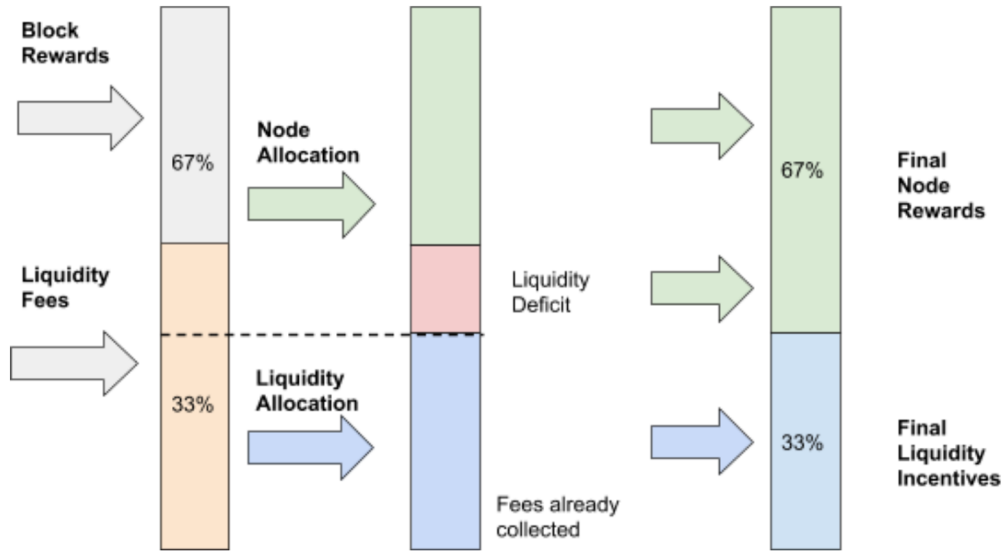 Block
Rewards
67%
Node
Allocation
67%
Final
Node
Rewards
Liquidity
Fees
Liquidity
Deficit
33%
Liquidity
Allocation
33%
Final
Liquidity
Incentives
Fees already
collected